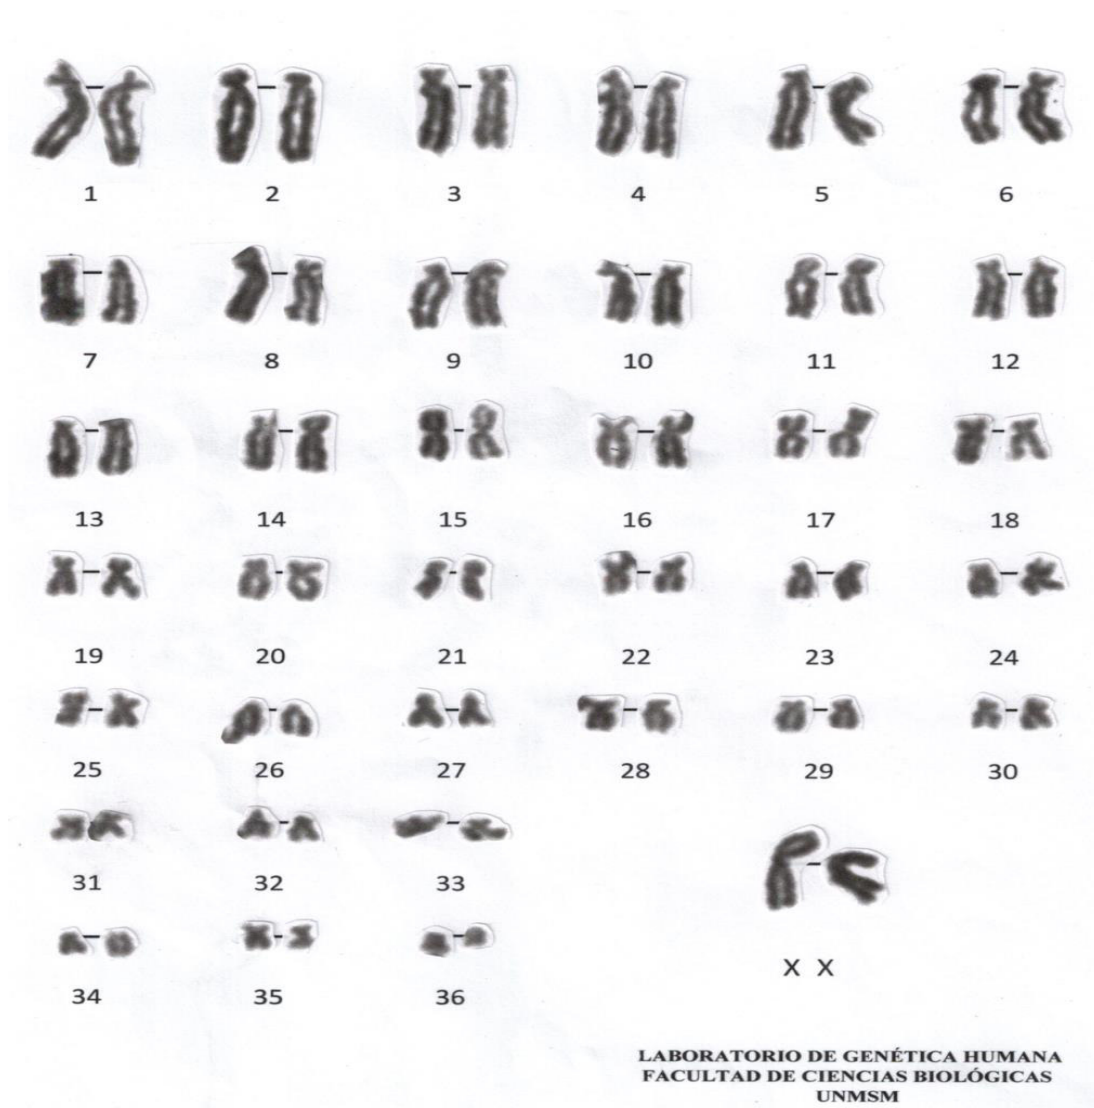 1 2 3 4 5 6
7 8 9 10 11 12
13 14 15 16 17 18
19 20 21 22 23 24
25 26 27 28 29 30
31 32 33
34 35 36
X X
LABORATORIO DE GENÉTICA HUMANA
FACULTAD DE CIENCIAS BIOLÓGICAS
UNMSM